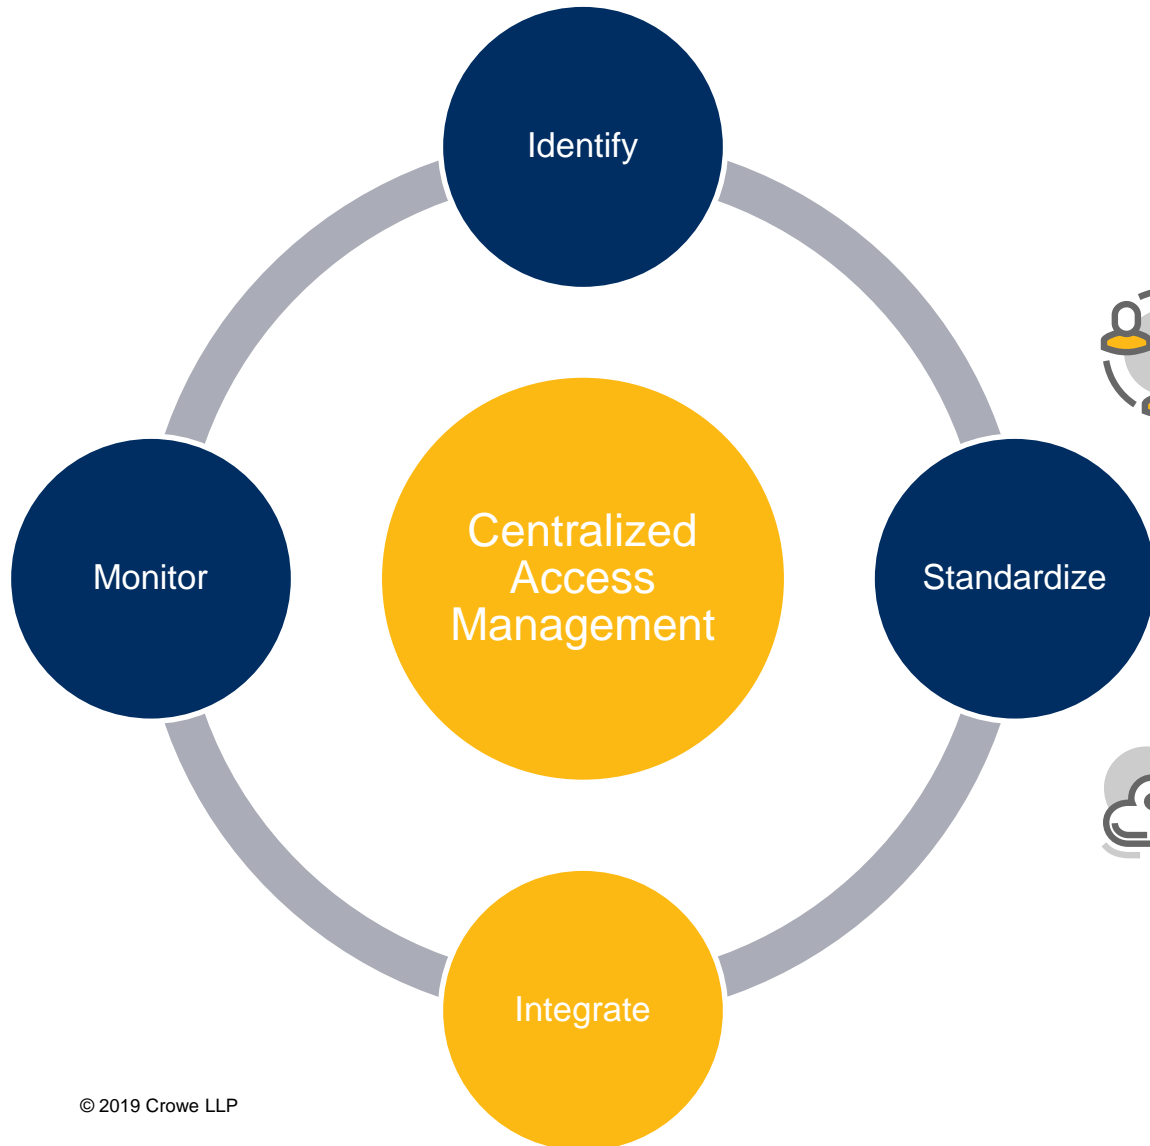 Identify
Monitor
Centralized
Access
Management
Standardize
Integrate
© 2019 Crowe LLP